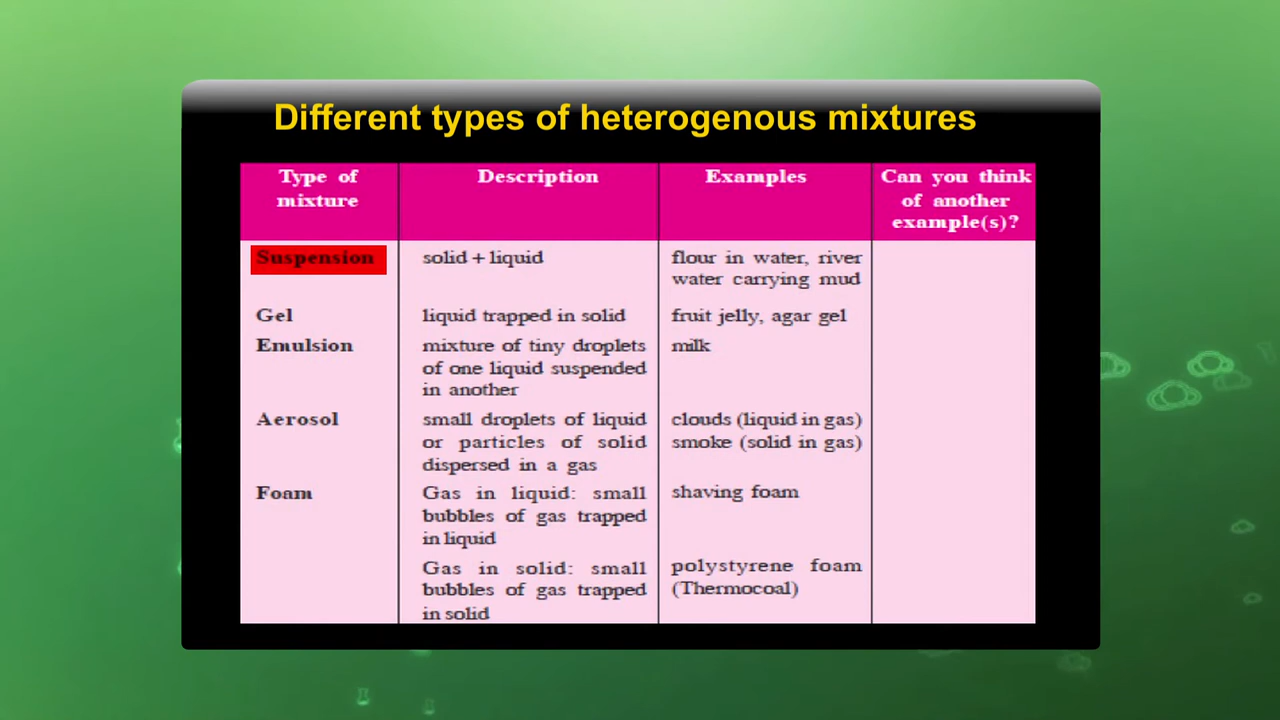 Different types of heterogenous mixtures
Type of mixture
Description
Examples
Can you think of another example(s)?
Suspension
solid + liquid
flour in water, river
water carrying mud
Gel
liquid trapped in solid
fruit jelly, agar gel
Emulsion
mixture of tiny droplets
of one liquid suspended
in another
milk
Aerosol
small droplets of liquid
or particles of solid
dispersed in a gas
clouds (liquid in gas)
smoke (solid in gas)
Foam
Gas in liquid: small
bubbles of gas trapped
in liquid
shaving foam
Gas in solid: small
bubbles of gas trapped
in solid
polystyrene foam
(Thermocoal)